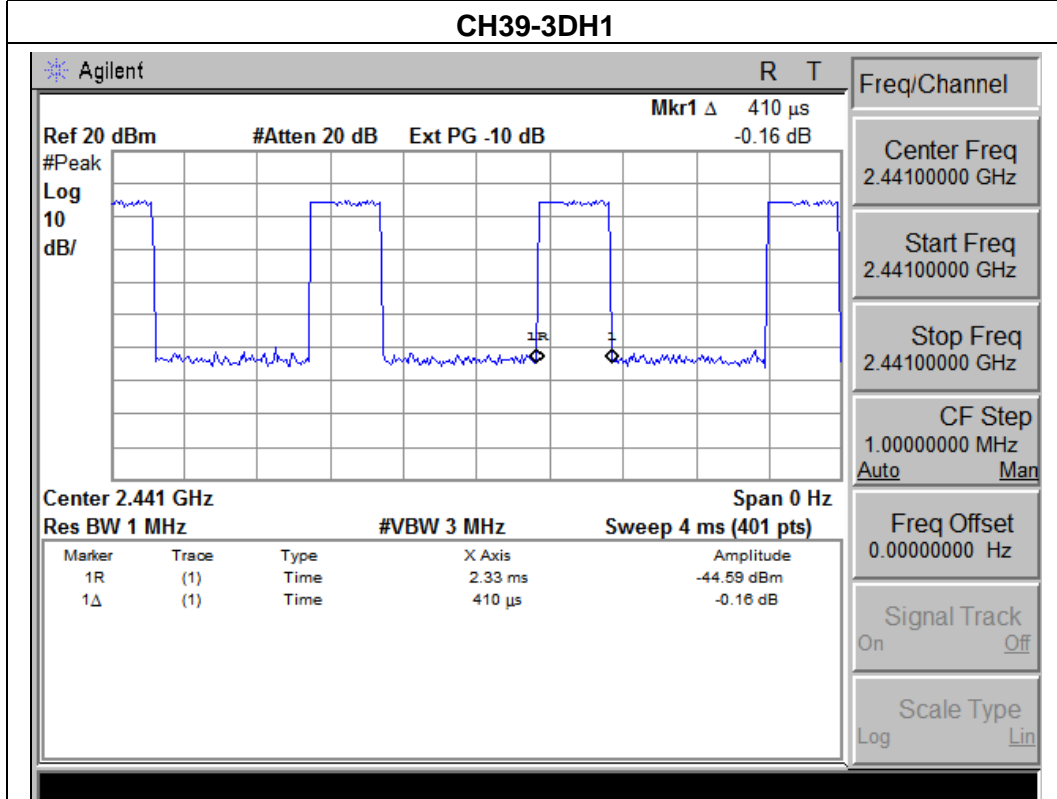 CH39-3DH1
Agilent R T
Mkr1 Δ 410 μs
Ref 20 dBm #Atten 20 dB Ext PG -10 dB -0.16 dB
#Peak
Log
10
dB/
1R 1
Center 2.441 GHz Span 0 Hz
Res BW 1 MHz #VBW 3 MHz Sweep 4 ms (401 pts)
Marker Trace Type X Axis Amplitude
1R (1) Time 2.33 ms -44.59 dBm
1Δ (1) Time 410 μs -0.16 dB
Freq/Channel
Center Freq
2.44100000 GHz
Start Freq
2.44100000 GHz
Stop Freq
2.44100000 GHz
CF Step
1.00000000 MHz
Auto Man
Freq Offset
0.00000000 Hz
Signal Track
On Off
Scale Type
Log Lin